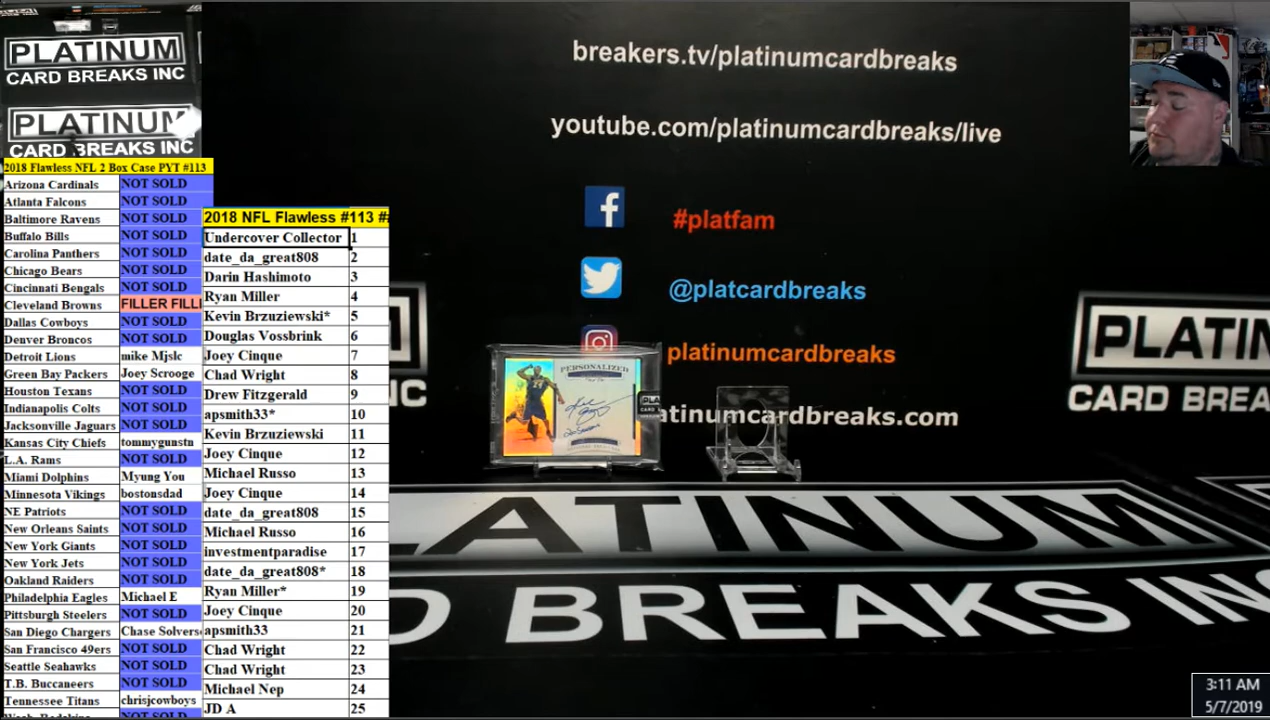 PLATINUM
CARD BREAKS INC
PLATINUM
CARD BREAKS INC
2018 Flawless NFL 2 Box Case PYT #113
Arizona Cardinals NOT SOLD
Atlanta Falcons NOT SOLD
Baltimore Ravens NOT SOLD
Buffalo Bills NOT SOLD
Carolina Panthers NOT SOLD
Chicago Bears NOT SOLD
Cincinnati Bengals NOT SOLD
Cleveland Browns FILLER FILL
Dallas Cowboys NOT SOLD
Denver Broncos NOT SOLD
Detroit Lions mike Mjslc
Green Bay Packers Joey Scrooge
Houston Texans NOT SOLD
Indianapolis Colts NOT SOLD
Jacksonville Jaguars NOT SOLD
Kansas City Chiefs tommygunstn
L.A. Rams NOT SOLD
Miami Dolphins Myung You
Minnesota Vikings bostonsdad
NE Patriots NOT SOLD
New Orleans Saints NOT SOLD
New York Giants NOT SOLD
New York Jets NOT SOLD
Oakland Raiders NOT SOLD
Philadelphia Eagles Michael E
Pittsburgh Steelers NOT SOLD
San Diego Chargers Chase Solvers
San Francisco 49ers NOT SOLD
Seattle Seahawks NOT SOLD
T.B. Buccaneers NOT SOLD
Tennessee Titans chrisjcowboys
NOT SOLD
2018 NFL Flawless #113 #
Undercover Collector 1
date_da_great808 2
Darin Hashimoto 3
Ryan Miller 4
Kevin Brzuziewski* 5
Douglas Vossbrink 6
Joey Cinque 7
Chad Wright 8
Drew Fitzgerald 9
apsmith33* 10
Kevin Brzuziewski 11
Joey Cinque 12
Michael Russo 13
Joey Cinque 14
date_da_great808 15
Michael Russo 16
investmentparadise 17
date_da_great808* 18
Ryan Miller* 19
Joey Cinque 20
apsmith33 21
Chad Wright 22
Chad Wright 23
Michael Nep 24
JD A 25
breakers.tv/platinumcardbreaks
youtube.com/platinumcardbreaks/live
#platfam
@platcardbreaks
platinumcardbreaks
atinumcardbreaks.com
PERSONALIZED
24
NC
PLATIN
CARD BREA
LATINUM
D BREAKS INC
3:11 AM
5/7/2019